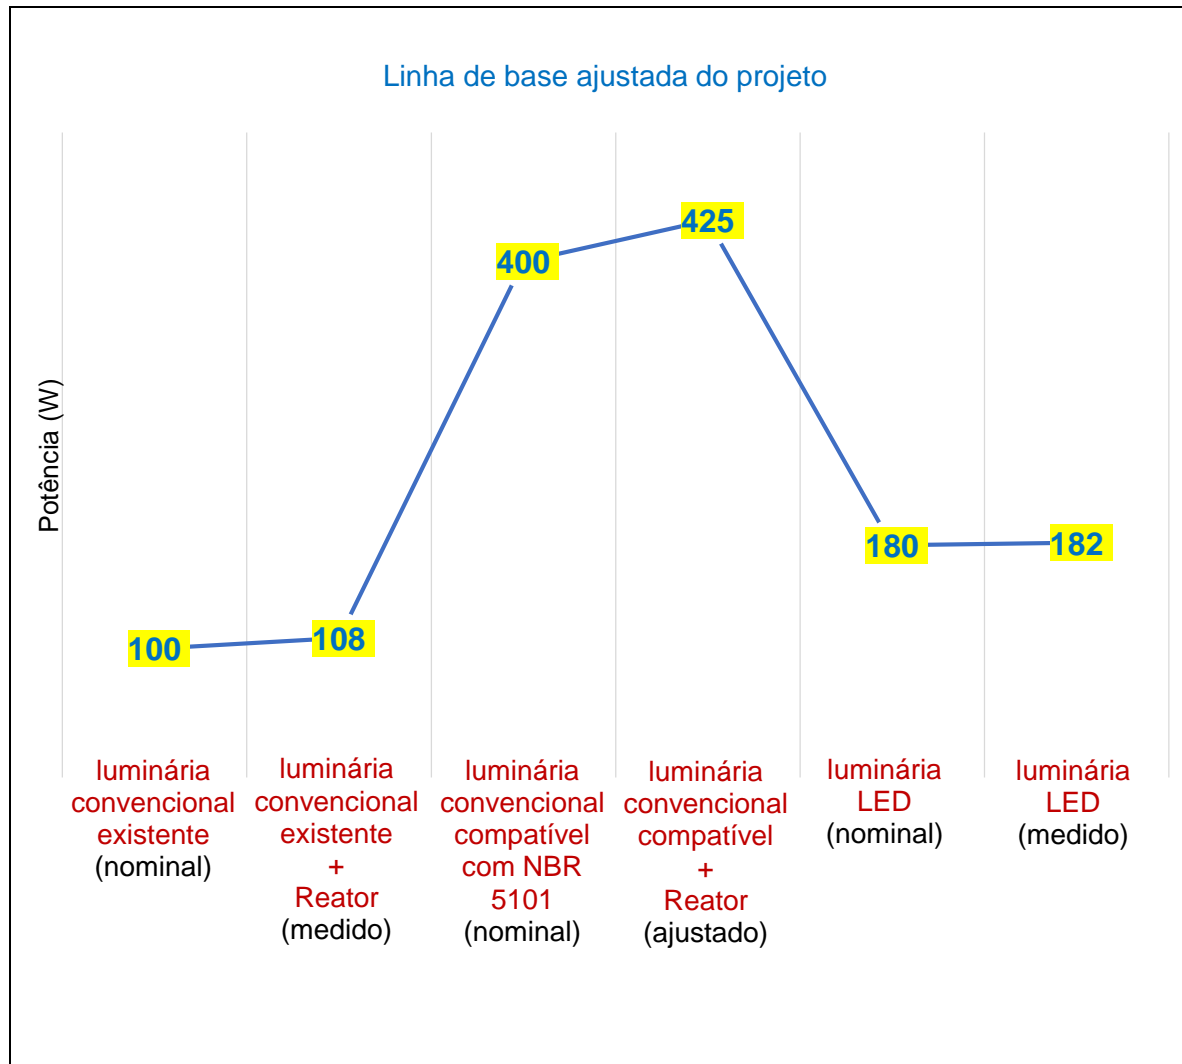 Linha de base ajustada do projeto
Potência (W)
100
108
400
425
180
182
luminária
convencional
existente
(nominal)
luminária
convencional
existente
+
Reator
(medido)
luminária
convencional
compatível
com NBR
5101
(nominal)
luminária
convencional
compatível
+
Reator
(ajustado)
luminária
LED
(nominal)
luminária
LED
(medido)